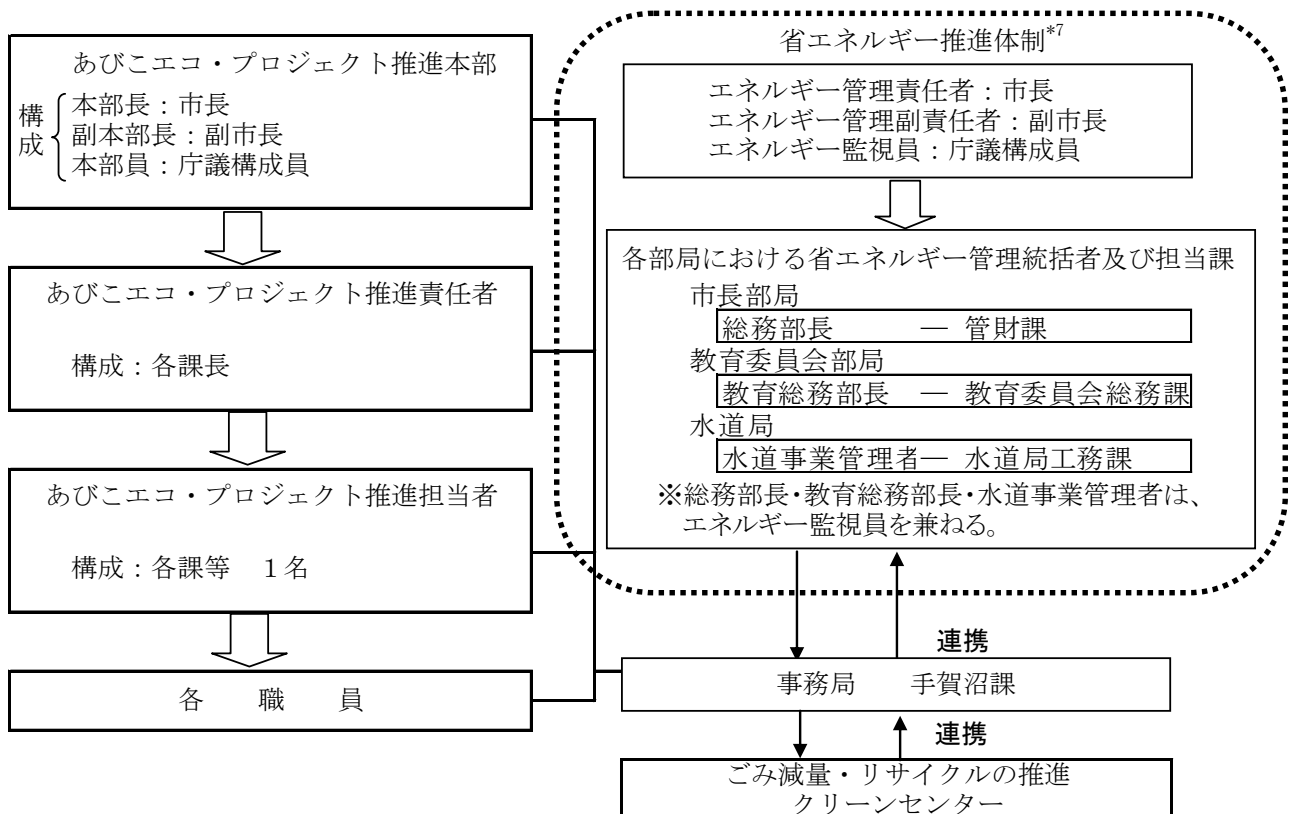 あびこエコ・プロジェクト推進本部
構成
本部長：市長
副本部長：副市長
本部員：庁議構成員
あびこエコ・プロジェクト推進責任者
構成：各課長
あびこエコ・プロジェクト推進担当者
構成：各課等　１名
各　職　員
省エネルギー推進体制*7
エネルギー管理責任者：市長
エネルギー管理副責任者：副市長
エネルギー監視員：庁議構成員
各部局における省エネルギー管理統括者及び担当課
市長部局
総務部長　― 管財課
教育委員会部局
教育総務部長　― 教育委員会総務課
水道局
水道事業管理者― 水道局工務課
※総務部長・教育総務部長・水道事業管理者は、
エネルギー監視員を兼ねる。
連携
事務局　手賀沼課
連携
ごみ減量・リサイクルの推進
クリーンセンター